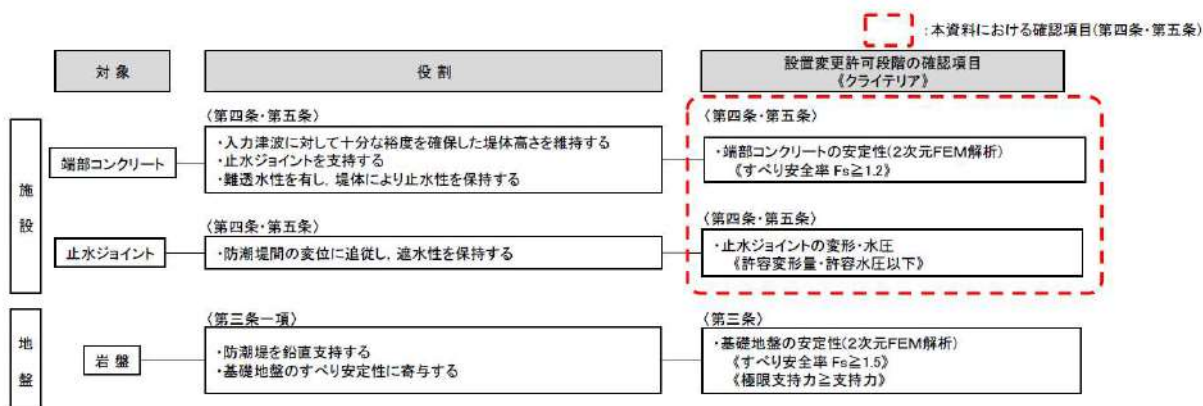 :本資料における確認項目(第四条・第五条)
対 象
役 割
設置変更許可段階の確認項目
《クライテリア》
施設
端部コンクリート
〈第四条・第五条〉
・入力津波に対して十分な裕度を確保した堤体高さを維持する
・止水ジョイントを支持する
・難透水性を有し，堤体により止水性を保持する
〈第四条・第五条〉
・端部コンクリートの安定性(2次元FEM解析)
《すべり安全率 Fs≧1.2》
止水ジョイント
〈第四条・第五条〉
・防潮堤間の変位に追従し，遮水性を保持する
〈第四条・第五条〉
・止水ジョイントの変形・水圧
《許容変形量・許容水圧以下》
地盤
岩盤
〈第三条一項〉
・防潮堤を鉛直支持する
・基礎地盤のすべり安定性に寄与する
〈第三条〉
・基礎地盤の安定性(2次元FEM解析)
《すべり安全率 Fs≧1.5》
《極限支持力≧支持力》